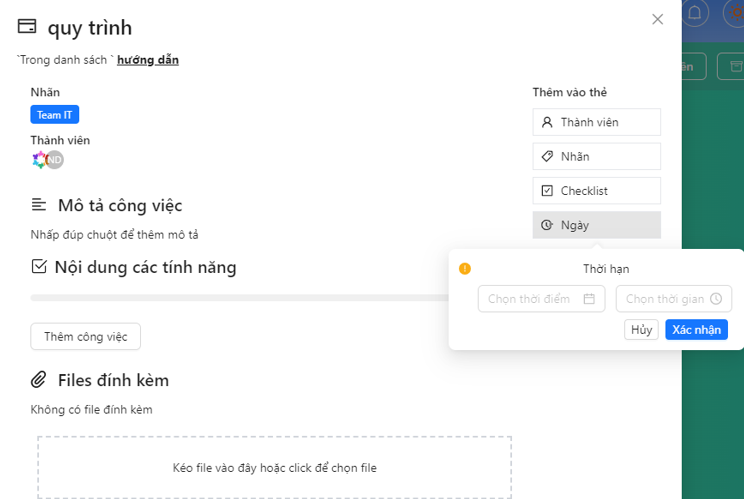 quy trình
`Trong danh sách ` hướng dẫn
Nhãn
Team IT
Thành viên
ND
Mô tả công việc
Nhấp đúp chuột để thêm mô tả
Nội dung các tính năng
Thêm công việc
Files đính kèm
Không có file đính kèm
Kéo file vào đây hoặc click để chọn file
Thêm vào thẻ
Thành viên
Nhãn
Checklist
Ngày
Thời hạn
Chọn thời điểm
Chọn thời gian
Hủy
Xác nhận